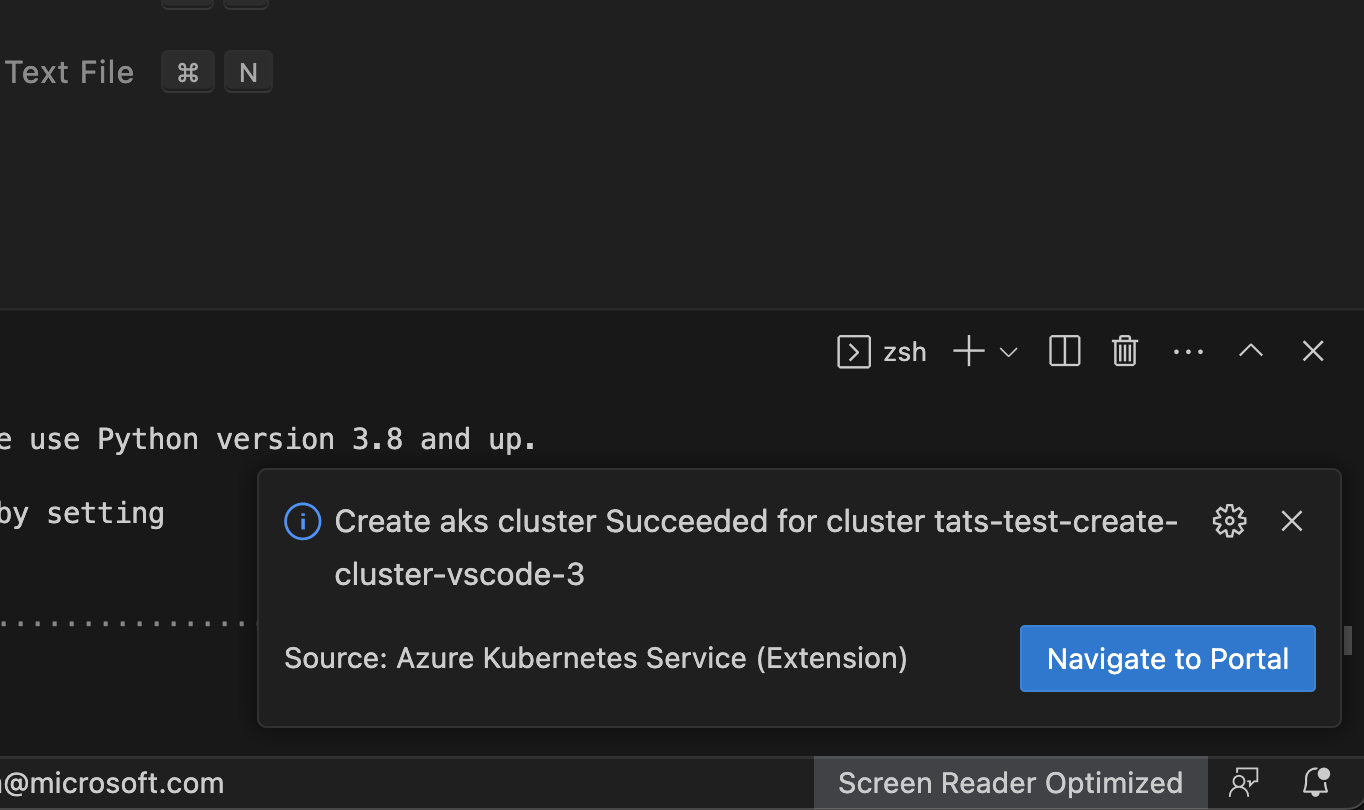 Text File ⌘ N
zsh
e use Python version 3.8 and up.
by setting
Create aks cluster Succeeded for cluster tats-test-create-
cluster-vscode-3
................
Source: Azure Kubernetes Service (Extension)
Navigate to Portal
@microsoft.com
Screen Reader Optimized